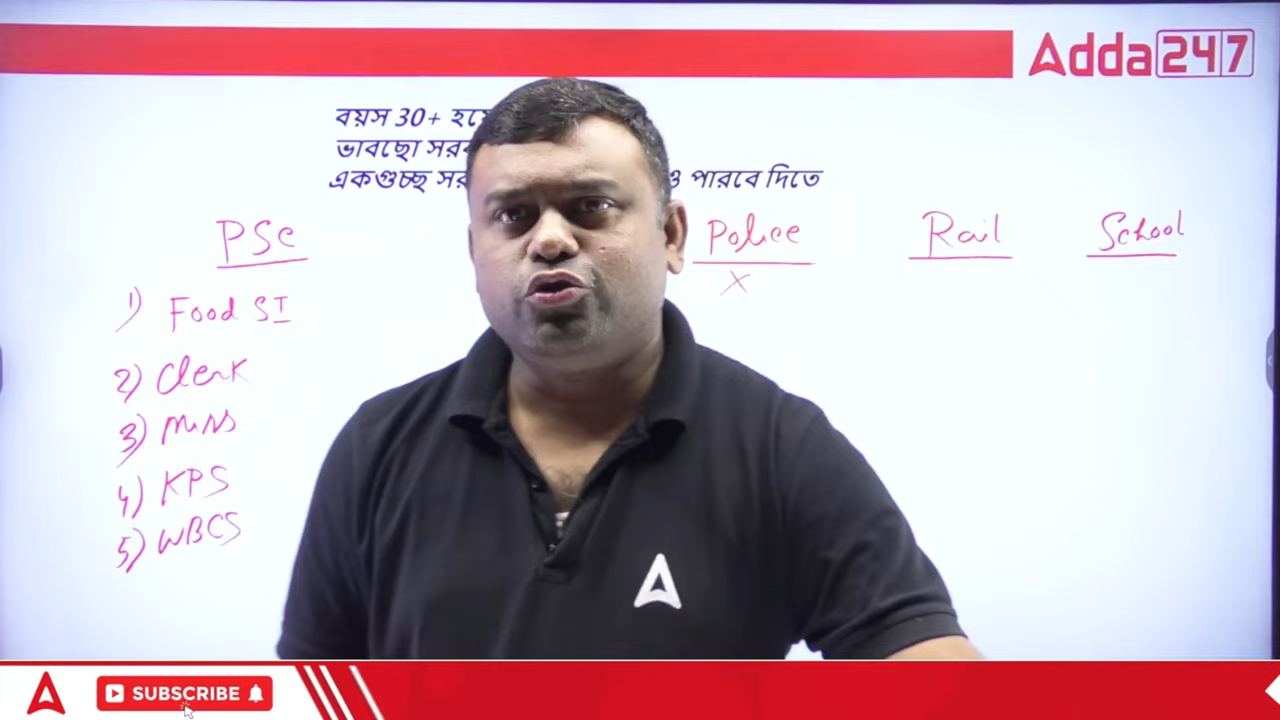 Adda247
বয়স 30+ হয়ে
ভাবছো সর
একগুচ্ছ সর ও পারবে দিতে
PSC Police Rail School
X
1) Food SI
2) Clerk
3) MNS
4) KPS
5) WBCS
SUBSCRIBE